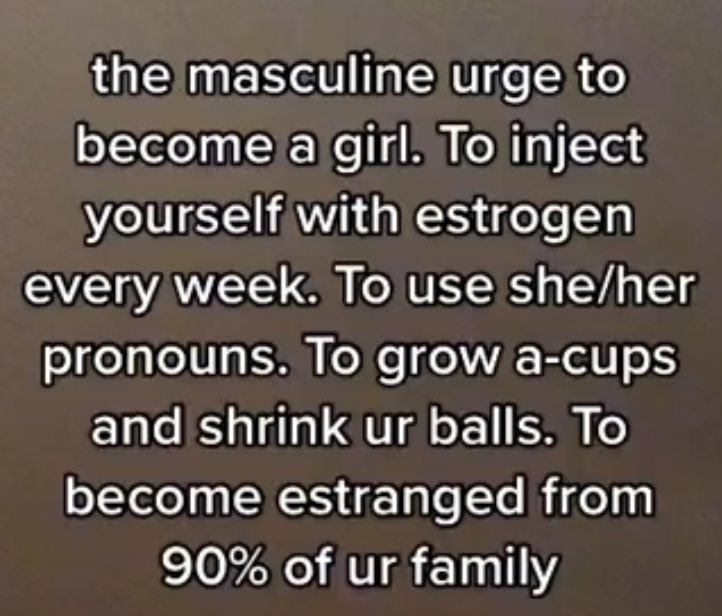 the masculine urge to
become a girl. To inject
yourself with estrogen
every week. To use she/her
pronouns. To grow a-cups
and shrink ur balls. To
become estranged from
90% of ur family